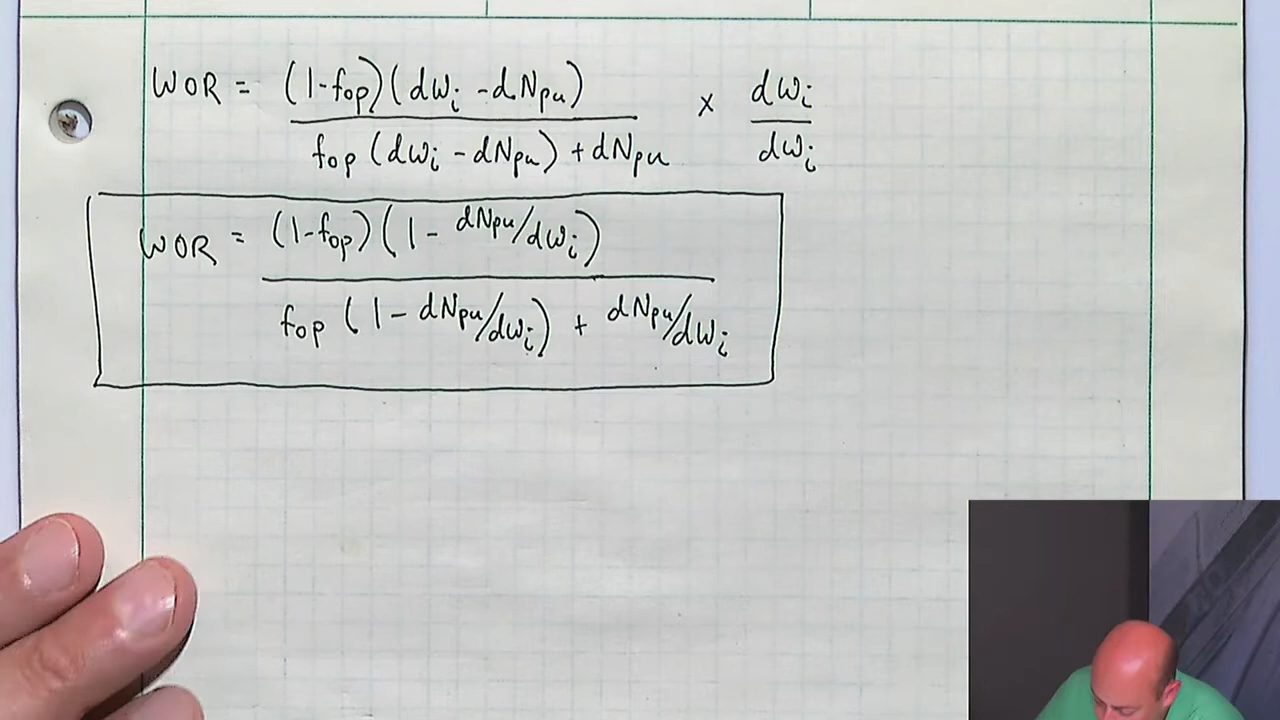 WOR = (1-fop)(dWi - dNpu) / fop(dWi - dNpu) + dNpu × dWi / dWi
WOR = (1-fop)(1 - dNpu/dWi) / fop(1 - dNpu/dWi) + dNpu/dWi